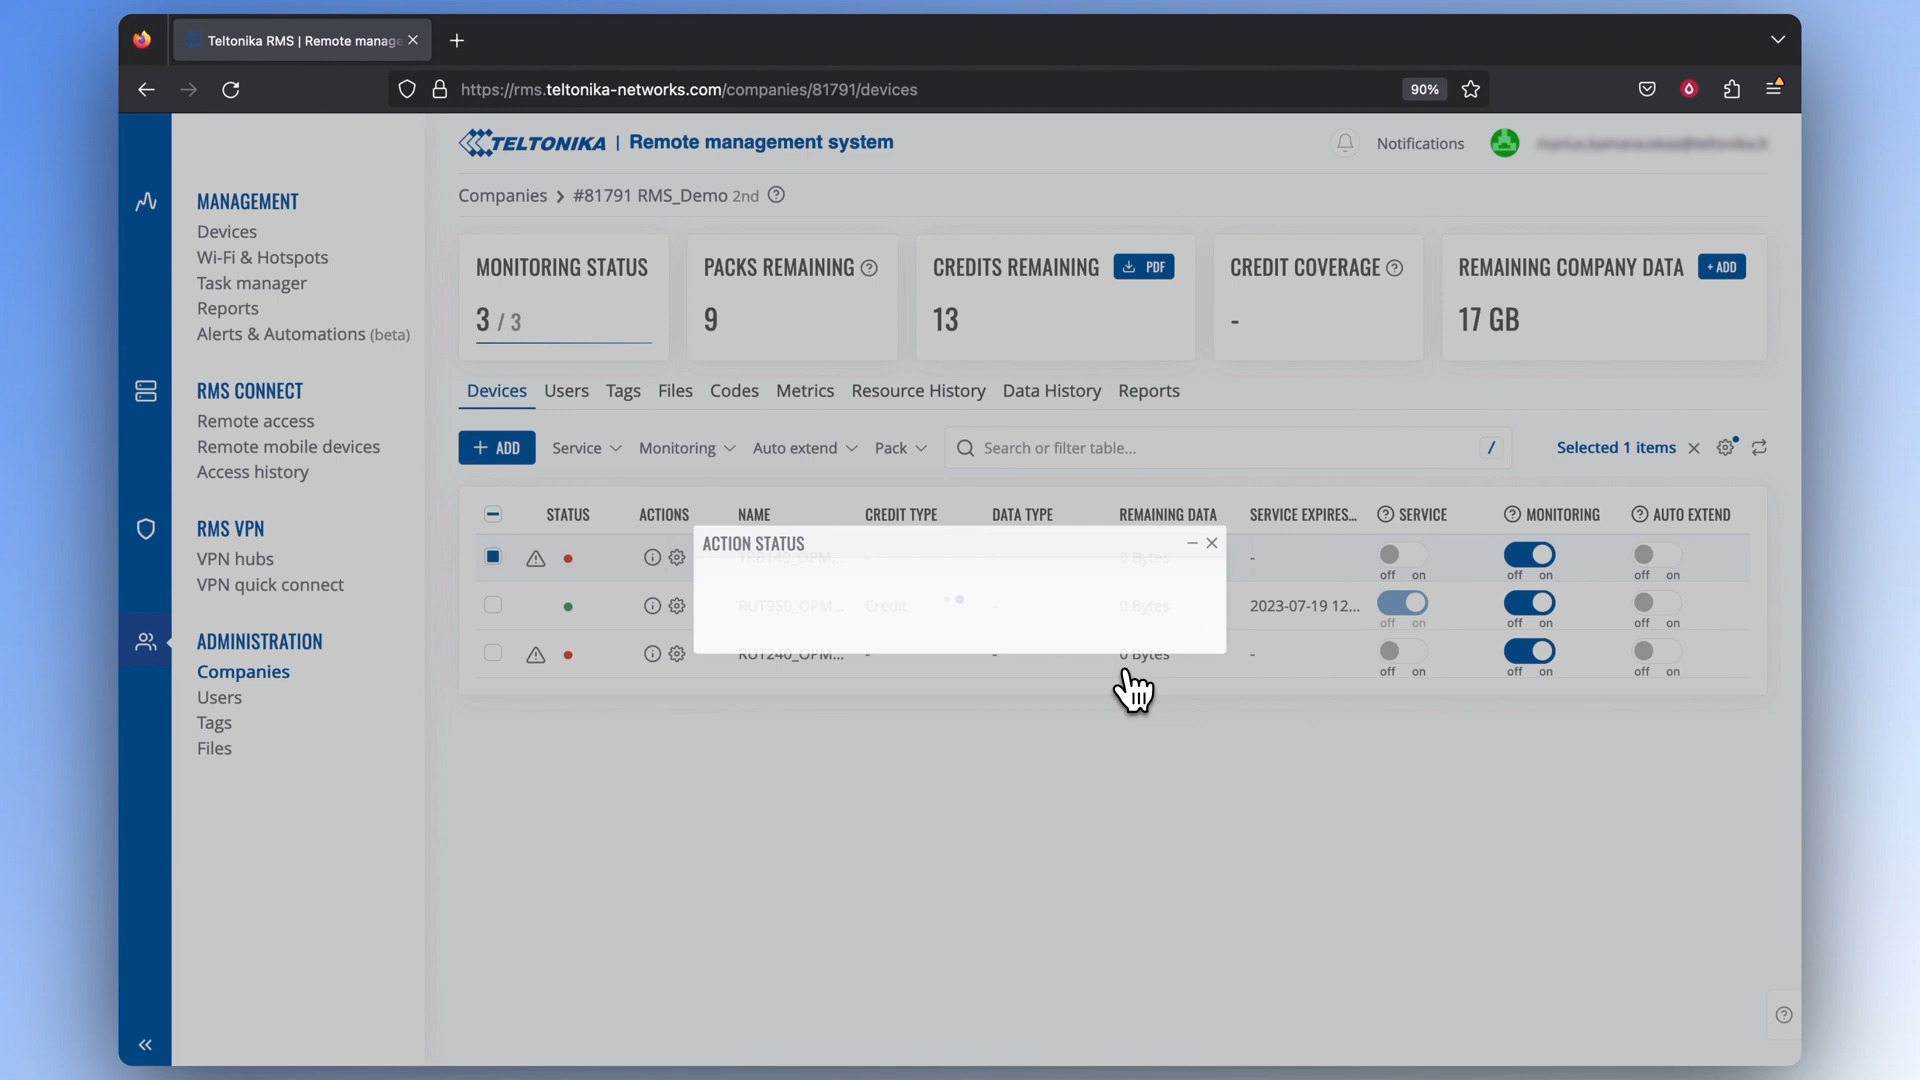 Teltonika RMS | Remote manage
https://rms.teltonika-networks.com/companies/81791/devices
90%
TELTONIKA | Remote management system
Notifications
Companies > #81791 RMS_Demo 2nd
MANAGEMENT
Devices
Wi-Fi & Hotspots
Task manager
Reports
Alerts & Automations (beta)
RMS CONNECT
Remote access
Remote mobile devices
Access history
RMS VPN
VPN hubs
VPN quick connect
ADMINISTRATION
Companies
Users
Tags
Files
MONITORING STATUS
3 / 3
PACKS REMAINING
9
CREDITS REMAINING PDF
13
CREDIT COVERAGE
-
REMAINING COMPANY DATA + ADD
17 GB
Devices Users Tags Files Codes Metrics Resource History Data History Reports
+ ADD Service Monitoring Auto extend Pack Search or filter table... / Selected 1 items
STATUS ACTIONS NAME CREDIT TYPE DATA TYPE REMAINING DATA SERVICE EXPIRES... SERVICE MONITORING AUTO EXTEND
ACTION STATUS
TRB140_OPM... - - 0 Bytes - off on off on off on
RUT950_OPM... Credit - 0 Bytes 2023-07-19 12... off on off on off on
RUT240_OPM... - - 0 Bytes - off on off on off on